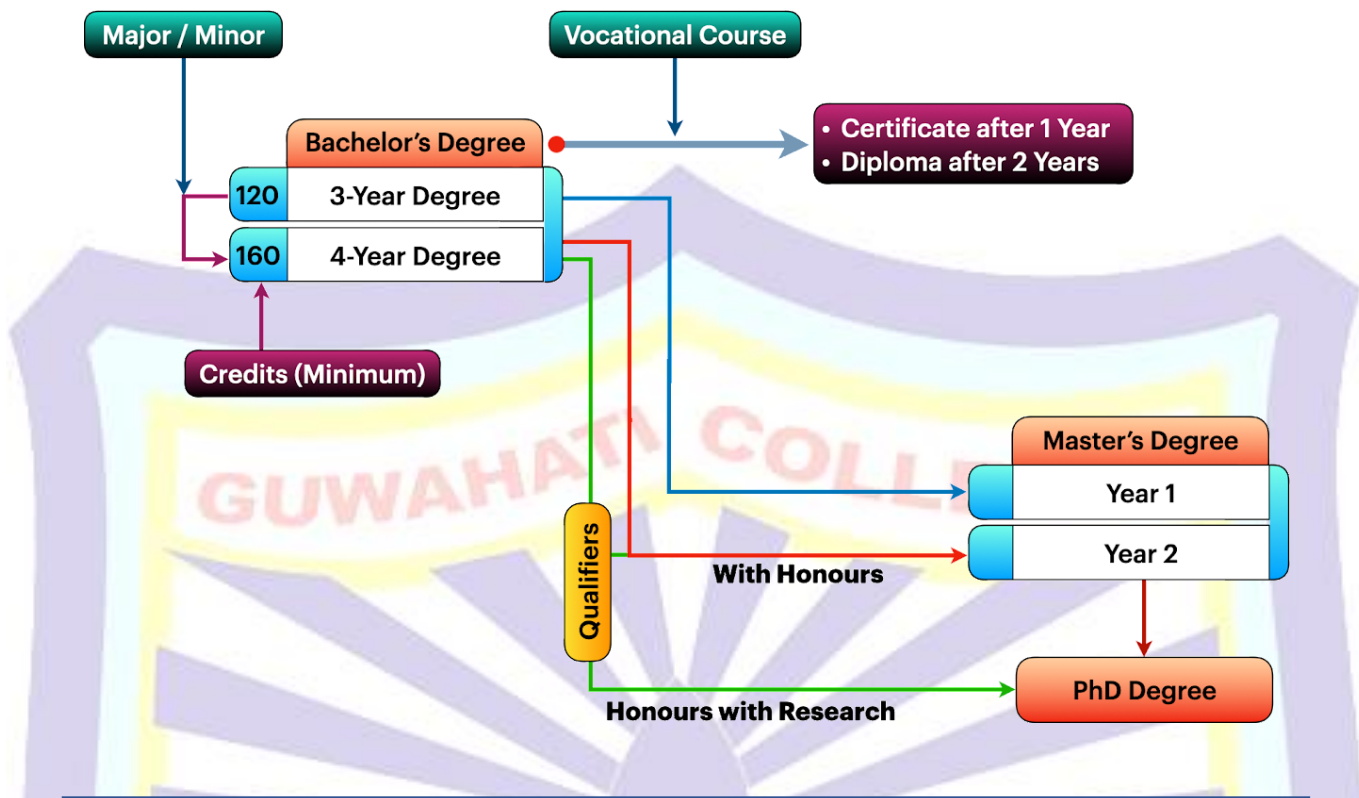 Major / Minor
Vocational Course
• Certificate after 1 Year
• Diploma after 2 Years
Bachelor's Degree
120 3-Year Degree
160 4-Year Degree
Credits (Minimum)
GUWAHATI COLLE
Master's Degree
Year 1
Year 2
Qualifiers
With Honours
PhD Degree
Honours with Research